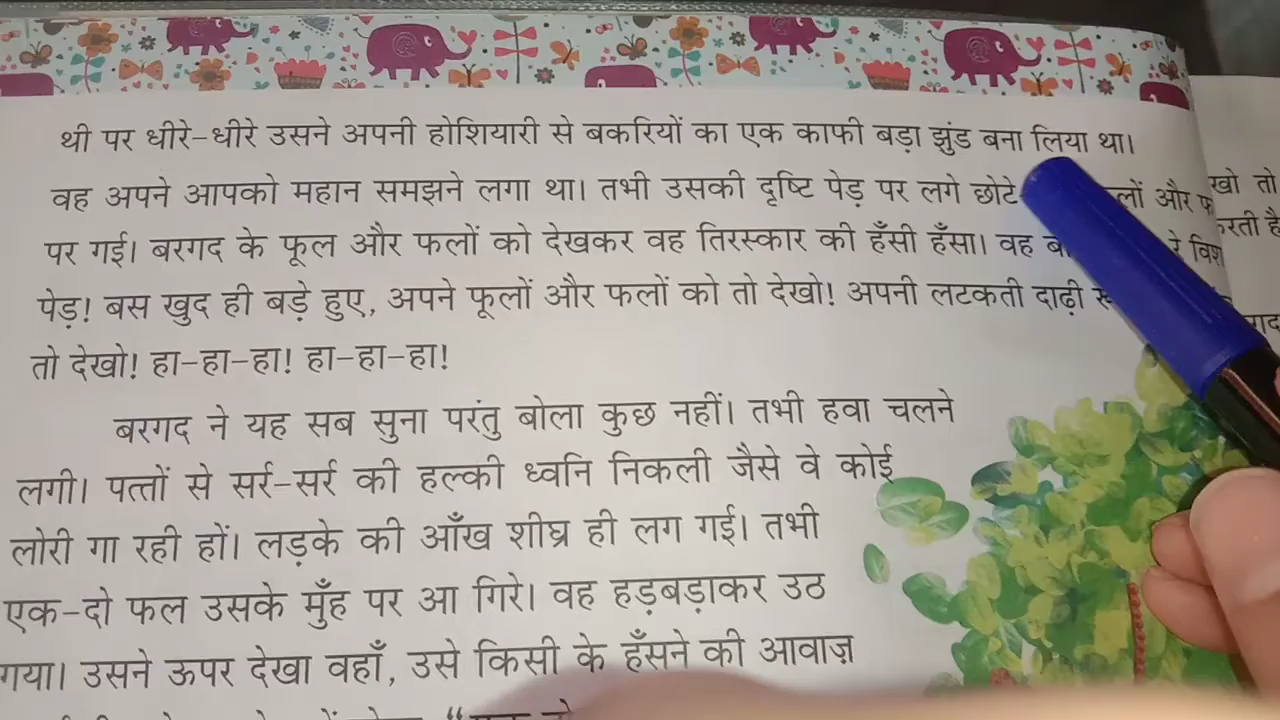 थी पर धीरे-धीरे उसने अपनी होशियारी से बकरियों का एक काफी बड़ा झुंड बना लिया था।
वह अपने आपको महान समझने लगा था। तभी उसकी दृष्टि पेड़ पर लगे छोटे- और
पर गई। बरगद के फूल और फलों को देखकर वह तिरस्कार की हँसी हँसा। वह
पेड़! बस खुद ही बड़े हुए, अपने फूलों और फलों को तो देखो! अपनी लटकती दाढ़ी
तो देखो! हा-हा-हा! हा-हा-हा!
बरगद ने यह सब सुना परंतु बोला कुछ नहीं। तभी हवा चलने
लगी। पत्तों से सर्र-सर्र की हल्की ध्वनि निकली जैसे वे कोई
लोरी गा रही हों। लड़के की आँख शीघ्र ही लग गई। तभी
एक-दो फल उसके मुँह पर आ गिरे। वह हड़बड़ाकर उठ
गया। उसने ऊपर देखा वहाँ, उसे किसी के हँसने की आवाज़